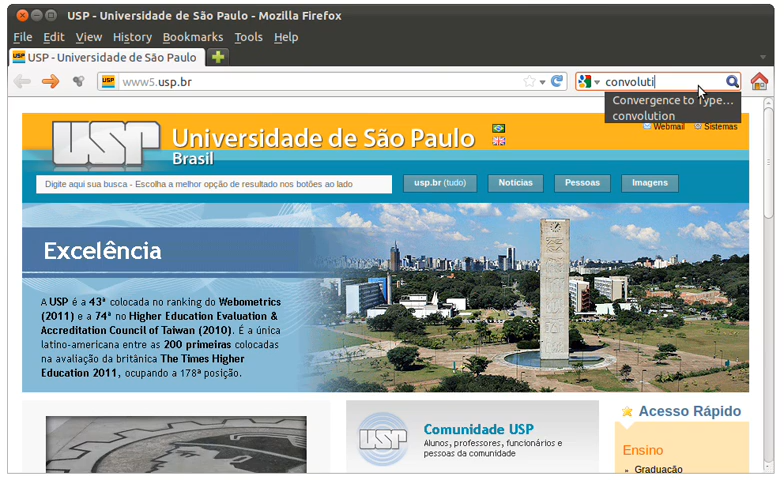 USP - Universidade de São Paulo - Mozilla Firefox
File Edit View History Bookmarks Tools Help
USP USP - Universidade de São Paulo
USP www5.usp.br convoluti
Convergence to Type...
convolution
Webmail Sistemas
USP Universidade de São Paulo
Brasil
Digite aqui sua busca - Escolha a melhor opção de resultado nos botões ao lado usp.br (tudo) Notícias Pessoas Imagens
Excelência
A USP é a 43ª colocada no ranking do Webometrics
(2011) e a 74ª no Higher Education Evaluation &
Accreditation Council of Taiwan (2010). É a única
latino-americana entre as 200 primeiras colocadas
na avaliação da britânica The Times Higher
Education 2011, ocupando a 178ª posição.
USP Comunidade USP
Alunos, professores, funcionários e
pessoas da comunidade
Acesso Rápido
Ensino
» Graduação